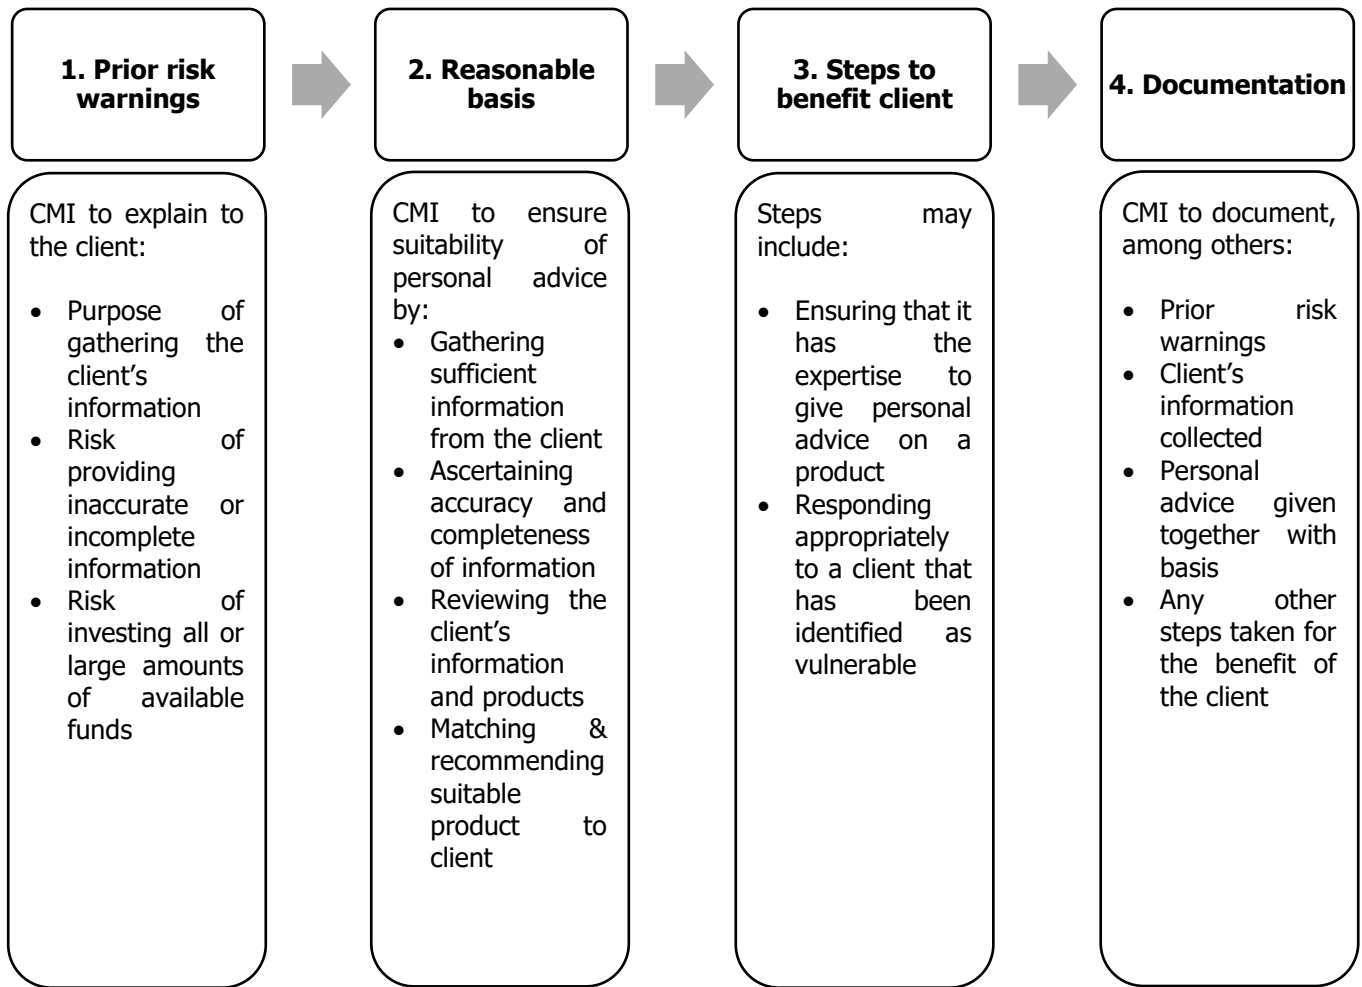 1. Prior risk
warnings
2. Reasonable
basis
3. Steps to
benefit client
4. Documentation
CMI to explain to
the client:
• Purpose of
gathering the
client’s
information
• Risk of
providing
inaccurate or
incomplete
information
• Risk of
investing all or
large amounts
of available
funds
CMI to ensure
suitability of
personal advice
by:
• Gathering
sufficient
information
from the client
• Ascertaining
accuracy and
completeness
of information
• Reviewing the
client’s
information
and products
• Matching &
recommending
suitable
product to
client
Steps may
include:
• Ensuring that it
has the
expertise to
give personal
advice on a
product
• Responding
appropriately
to a client that
has been
identified as
vulnerable
CMI to document,
among others:
• Prior risk
warnings
• Client’s
information
collected
• Personal
advice given
together with
basis
• Any other
steps taken for
the benefit of
the client